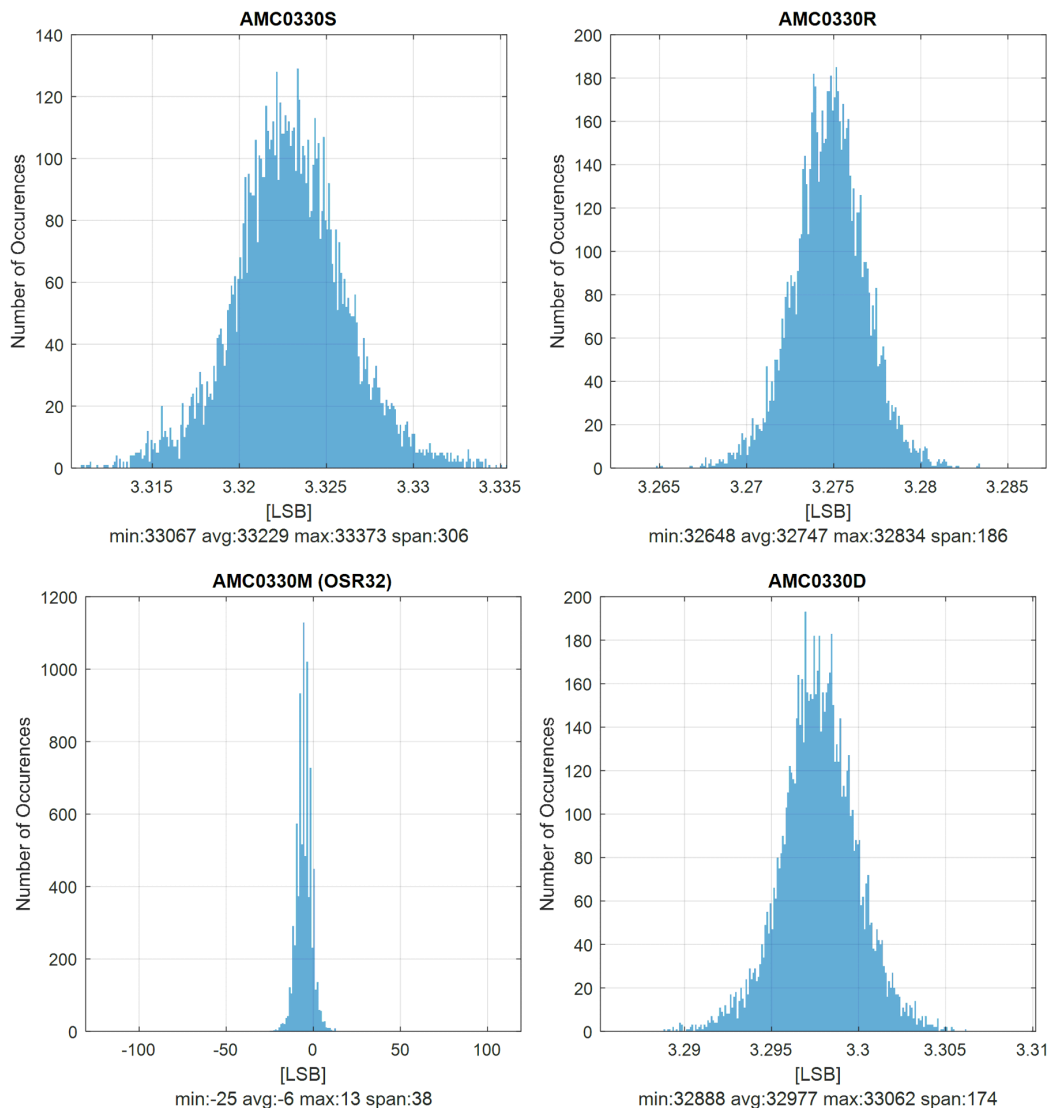 AMC0330S
140
120
100
80
60
40
20
0
Number of Occurences
3.315 3.32 3.325 3.33 3.335
[LSB]
min:33067 avg:33229 max:33373 span:306
AMC0330R
200
180
160
140
120
100
80
60
40
20
0
Number of Occurences
3.265 3.27 3.275 3.28 3.285
[LSB]
min:32648 avg:32747 max:32834 span:186
AMC0330M (OSR32)
1200
1000
800
600
400
200
0
Number of Occurences
-100 -50 0 50 100
[LSB]
min:-25 avg:-6 max:13 span:38
AMC0330D
200
180
160
140
120
100
80
60
40
20
0
Number of Occurences
3.29 3.295 3.3 3.305 3.31
[LSB]
min:32888 avg:32977 max:33062 span:174